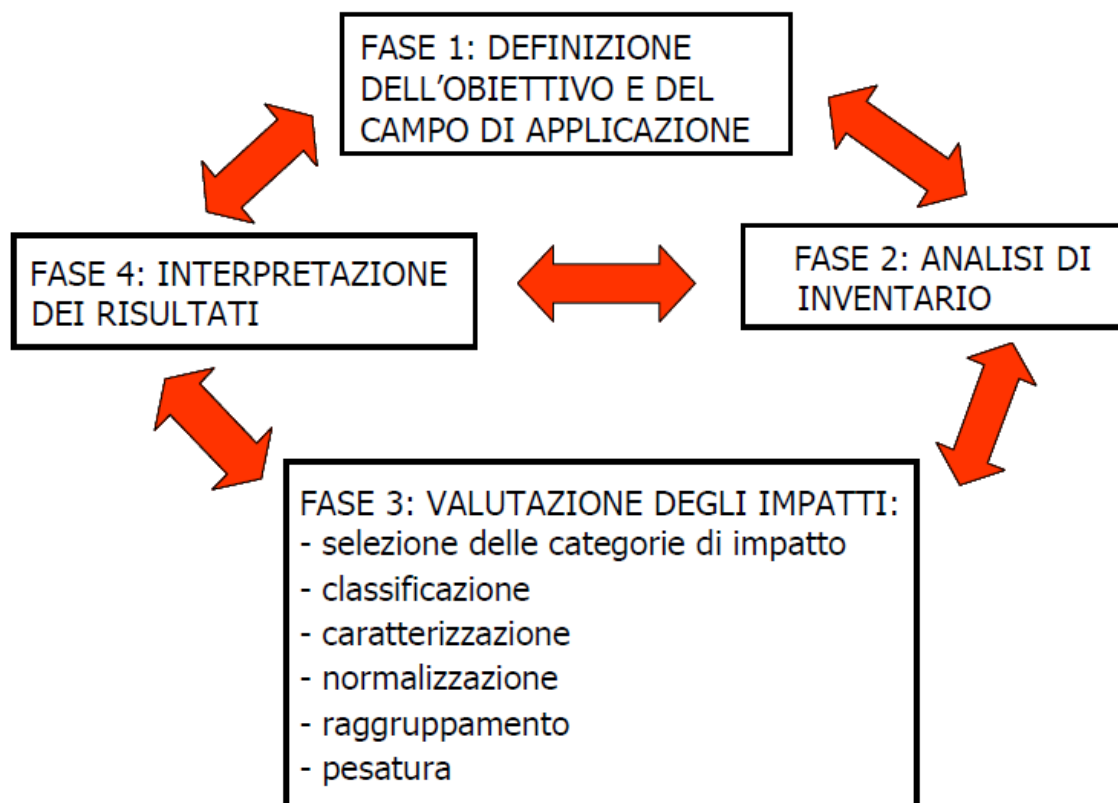 FASE 1: DEFINIZIONE
DELL'OBIETTIVO E DEL
CAMPO DI APPLICAZIONE
FASE 4: INTERPRETAZIONE
DEI RISULTATI
FASE 2: ANALISI DI
INVENTARIO
FASE 3: VALUTAZIONE DEGLI IMPATTI:
- selezione delle categorie di impatto
- classificazione
- caratterizzazione
- normalizzazione
- raggruppamento
- pesatura